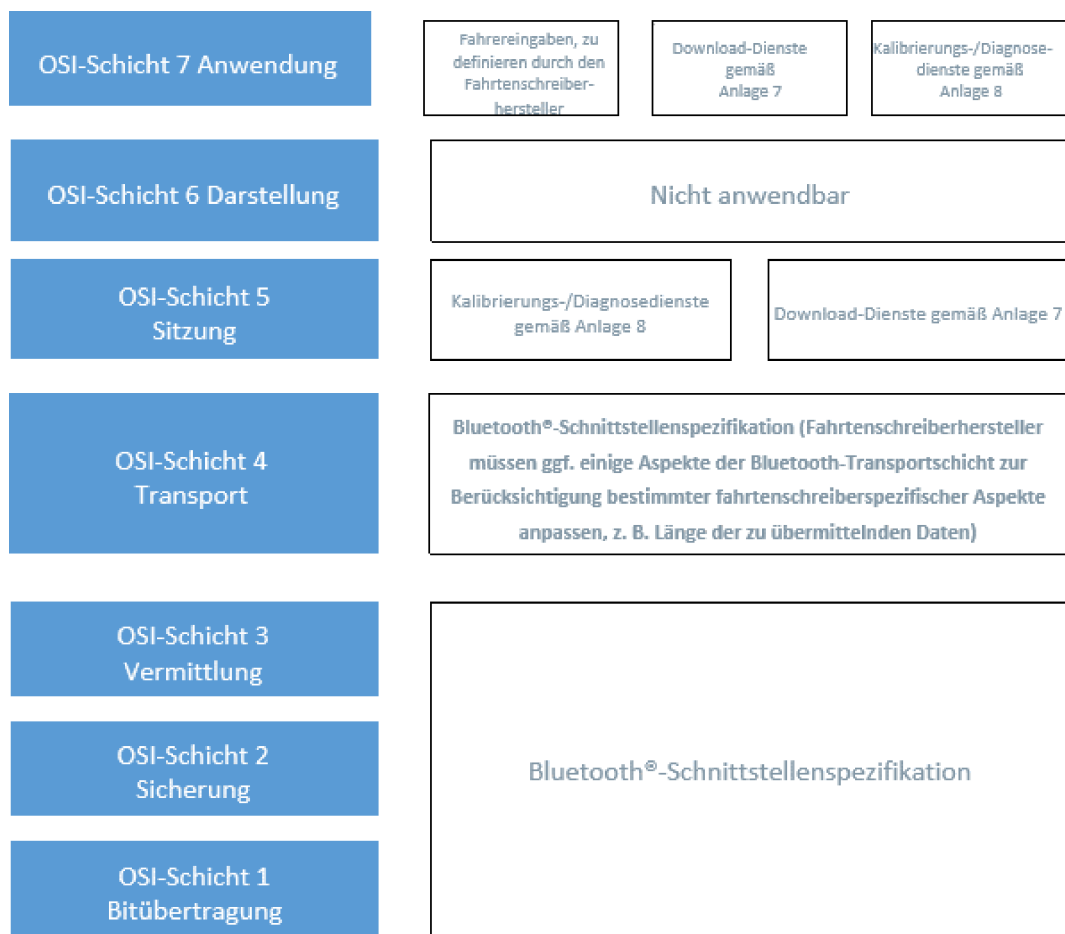 OSI-Schicht 7 Anwendung
Fahrereingaben, zu
definieren durch den
Fahrtenschreiber-
hersteller
Download-Dienste
gemäß
Anlage 7
Kalibrierungs-/Diagnose-
dienste gemäß
Anlage 8
OSI-Schicht 6 Darstellung
Nicht anwendbar
OSI-Schicht 5
Sitzung
Kalibrierungs-/Diagnosedienste
gemäß Anlage 8
Download-Dienste gemäß Anlage 7
OSI-Schicht 4
Transport
Bluetooth®-Schnittstellenspezifikation (Fahrtenschreiberhersteller
müssen ggf. einige Aspekte der Bluetooth-Transportschicht zur
Berücksichtigung bestimmter fahrtenschreiberspezifischer Aspekte
anpassen, z. B. Länge der zu übermittelnden Daten)
OSI-Schicht 3
Vermittlung
OSI-Schicht 2
Sicherung
Bluetooth®-Schnittstellenspezifikation
OSI-Schicht 1
Bitübertragung